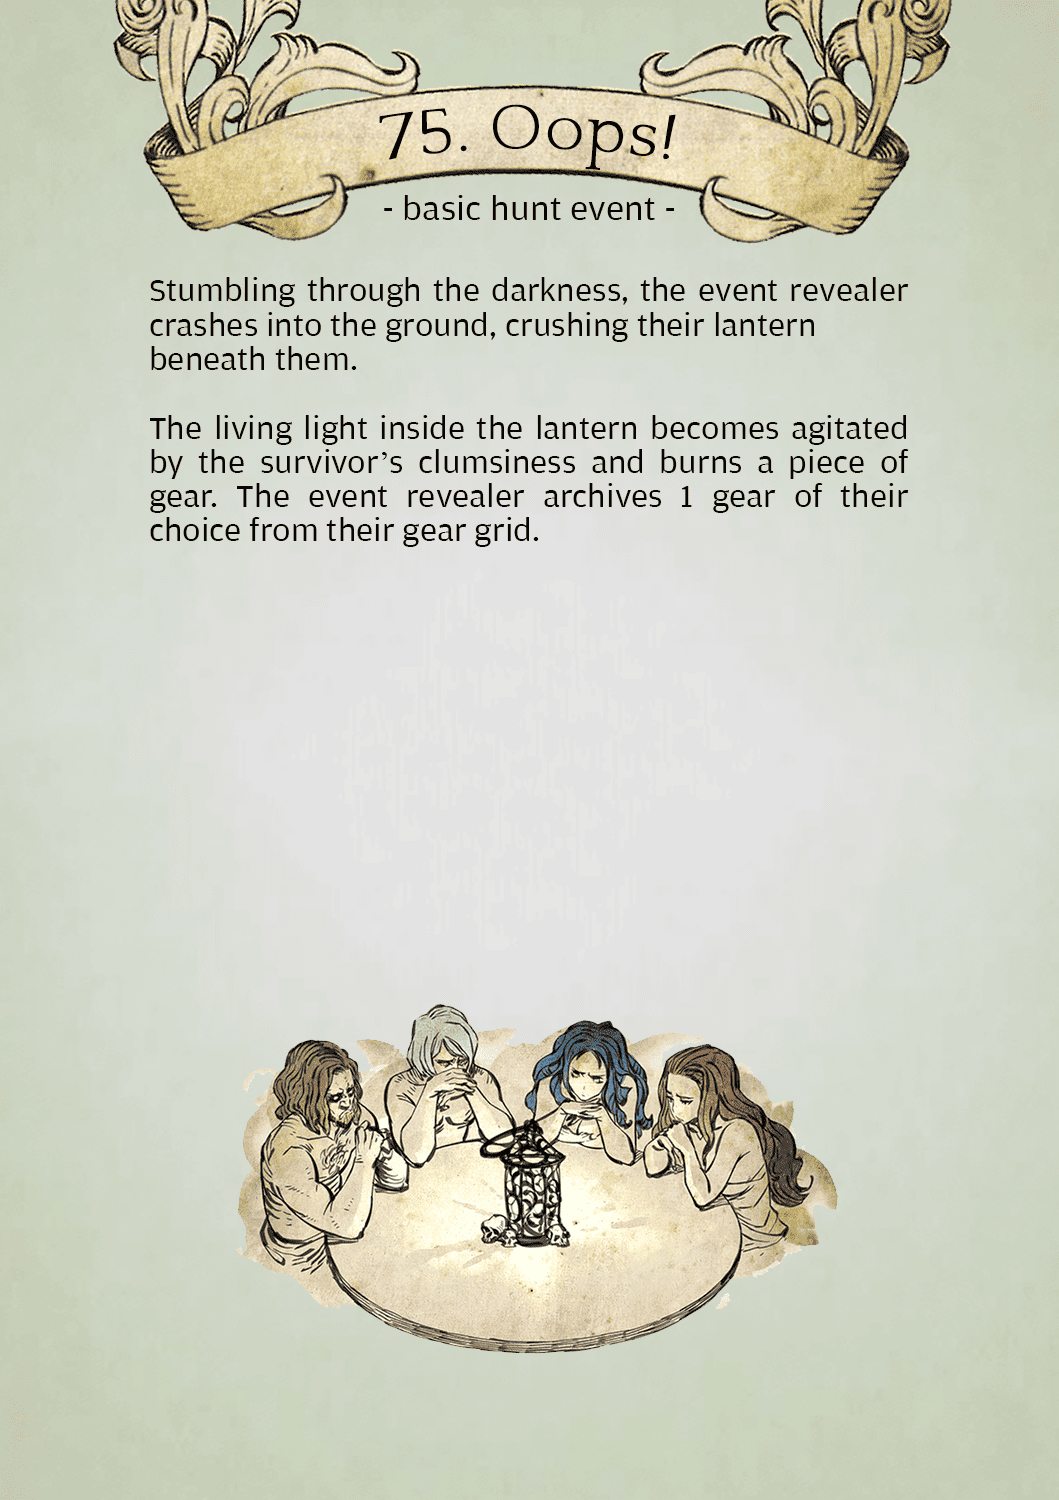 75. Oops!
- basic hunt event -
Stumbling through the darkness, the event revealer
crashes into the ground, crushing their lantern
beneath them.
The living light inside the lantern becomes agitated
by the survivor’s clumsiness and burns a piece of
gear. The event revealer archives 1 gear of their
choice from their gear grid.